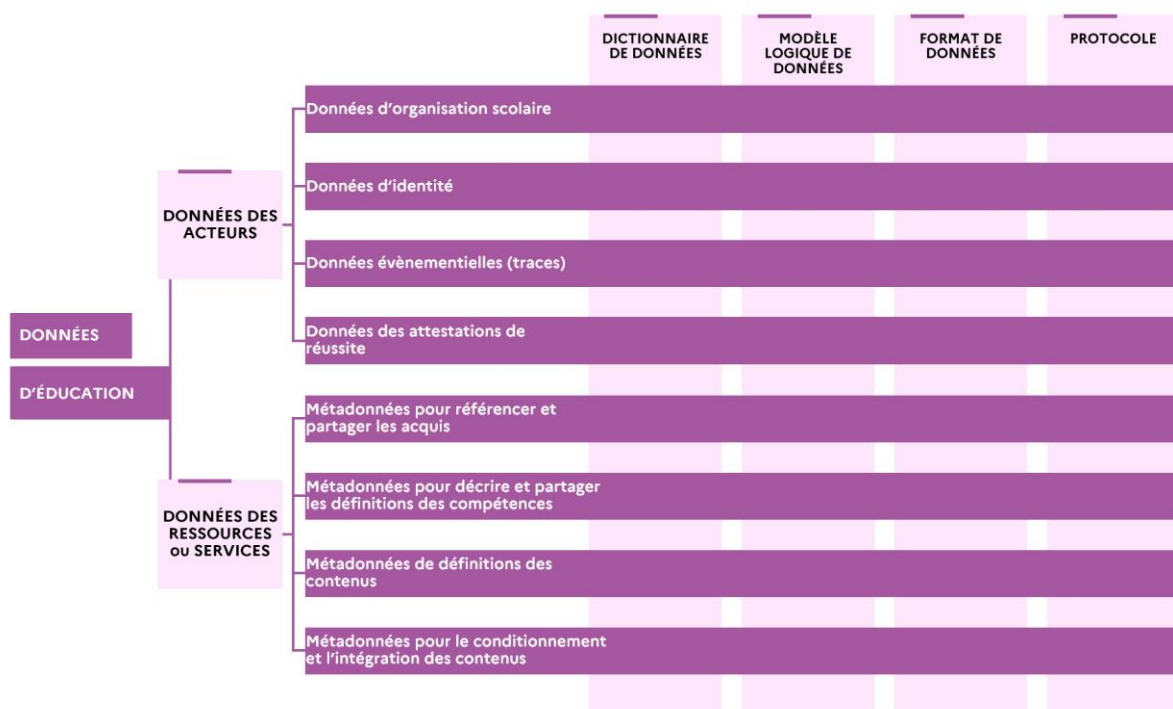 DICTIONNAIRE
DE DONNÉES
MODÈLE
LOGIQUE DE
DONNÉES
FORMAT DE
DONNÉES
PROTOCOLE
Données d'organisation scolaire
Données d'identité
DONNÉES DES
ACTEURS
Données évènementielles (traces)
Données des attestations de
réussite
DONNÉES
D'ÉDUCATION
Métadonnées pour référencer et
partager les acquis
Métadonnées pour décrire et partager
les définitions des compétences
DONNÉES DES
RESSOURCES
ou SERVICES
Métadonnées de définitions des
contenus
Métadonnées pour le conditionnement
et l'intégration des contenus